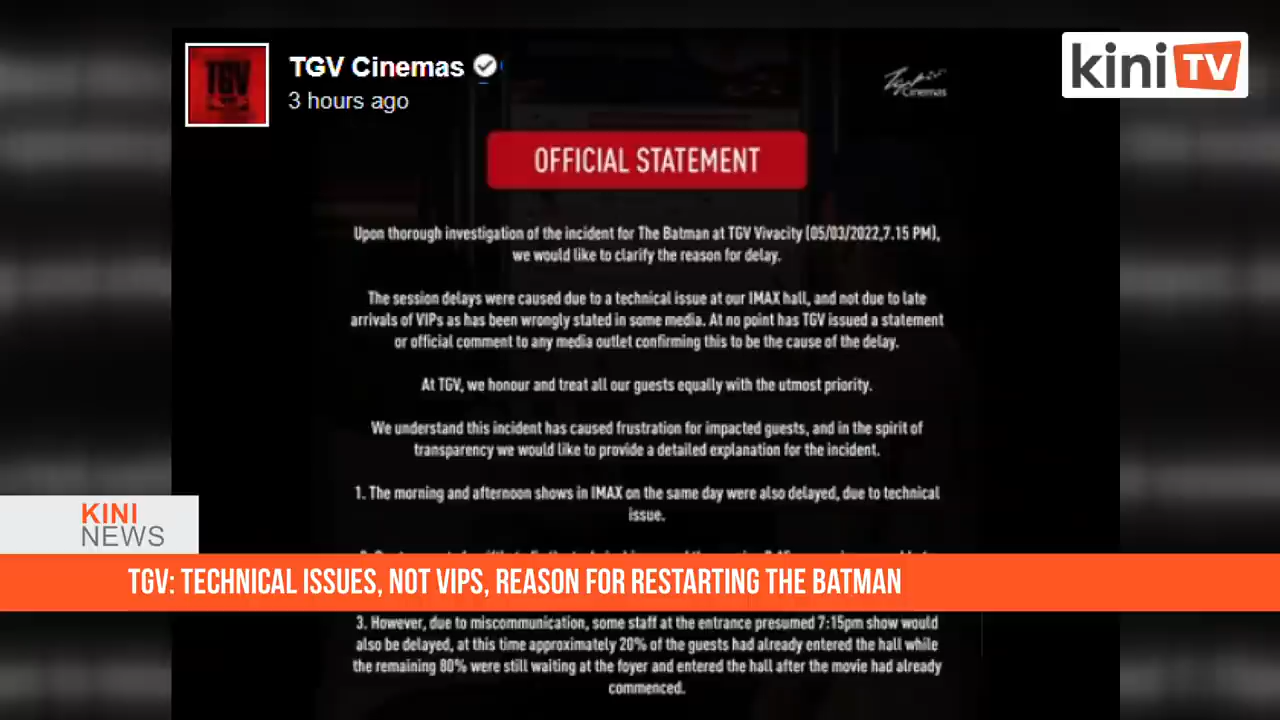 TGV
TGV Cinemas
3 hours ago
kini TV
Cinemas
OFFICIAL STATEMENT
Upon thorough investigation of the incident for The Batman at TGV Vivacity (05/03/2022,7.15 PM),
we would like to clarify the reason for delay.
The session delays were caused due to a technical issue at our IMAX hall, and not due to late
arrivals of VIPs as has been wrongly stated in some media. At no point has TGV issued a statement
or official comment to any media outlet confirming this to be the cause of the delay.
At TGV, we honour and treat all our guests equally with the utmost priority.
We understand this incident has caused frustration for impacted guests, and in the spirit of
transparency we would like to provide a detailed explanation for the incident.
1. The morning and afternoon shows in IMAX on the same day were also delayed, due to technical
issue.
KINI
NEWS
TGV: TECHNICAL ISSUES, NOT VIPS, REASON FOR RESTARTING THE BATMAN
3. However, due to miscommunication, some staff at the entrance presumed 7:15pm show would
also be delayed, at this time approximately 20% of the guests had already entered the hall while
the remaining 80% were still waiting at the foyer and entered the hall after the movie had already
commenced.